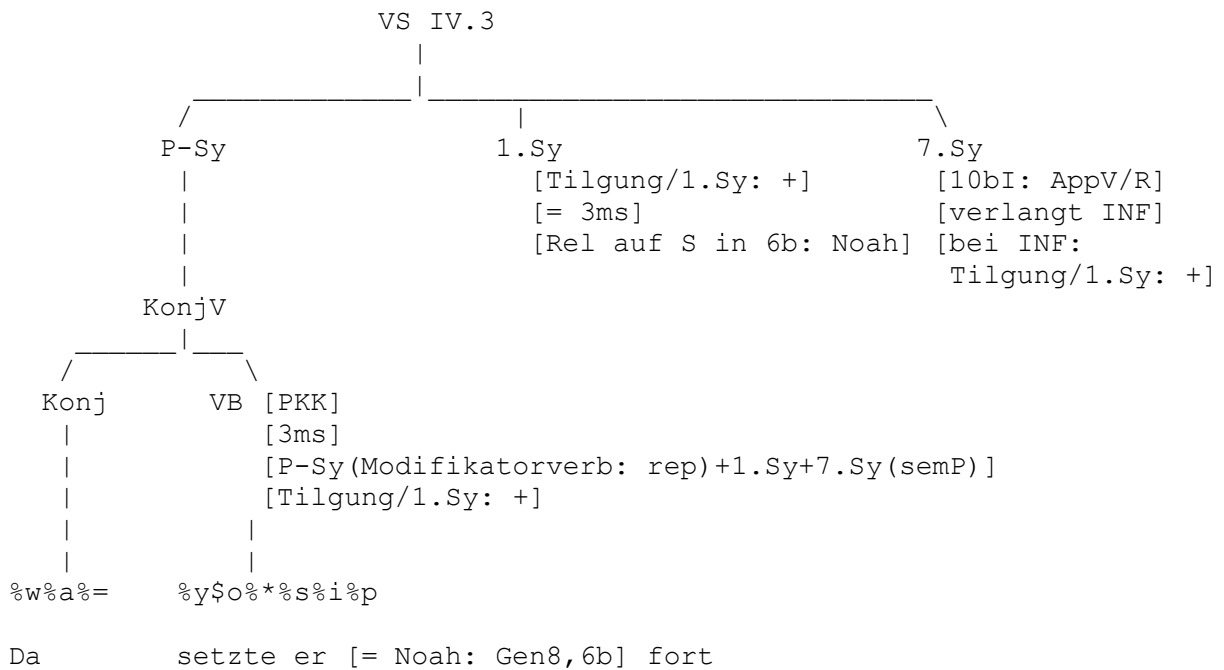 VS IV.3
P-Sy 1.Sy 7.Sy
[Tilgung/1.Sy: +] [10bI: AppV/R]
[= 3ms] [verlangt INF]
[Rel auf S in 6b: Noah] [bei INF:
Tilgung/1.Sy: +]
KonjV
Konj VB [PKK]
[3ms]
[P-Sy(Modifikatorverb: rep)+1.Sy+7.Sy(semP)]
[Tilgung/1.Sy: +]
%w%a%= %y$o%*%s%i%p
Da setzte er [= Noah: Gen8,6b] fort